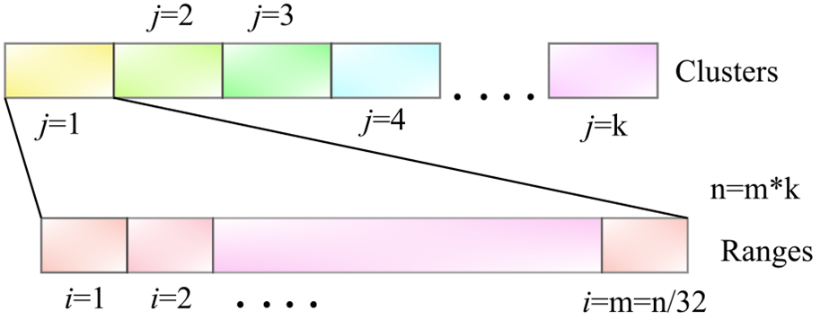 j=2 j=3
Clusters
j=1 j=4 j=k
n=m*k
Ranges
i=1 i=2 i=m=n/32